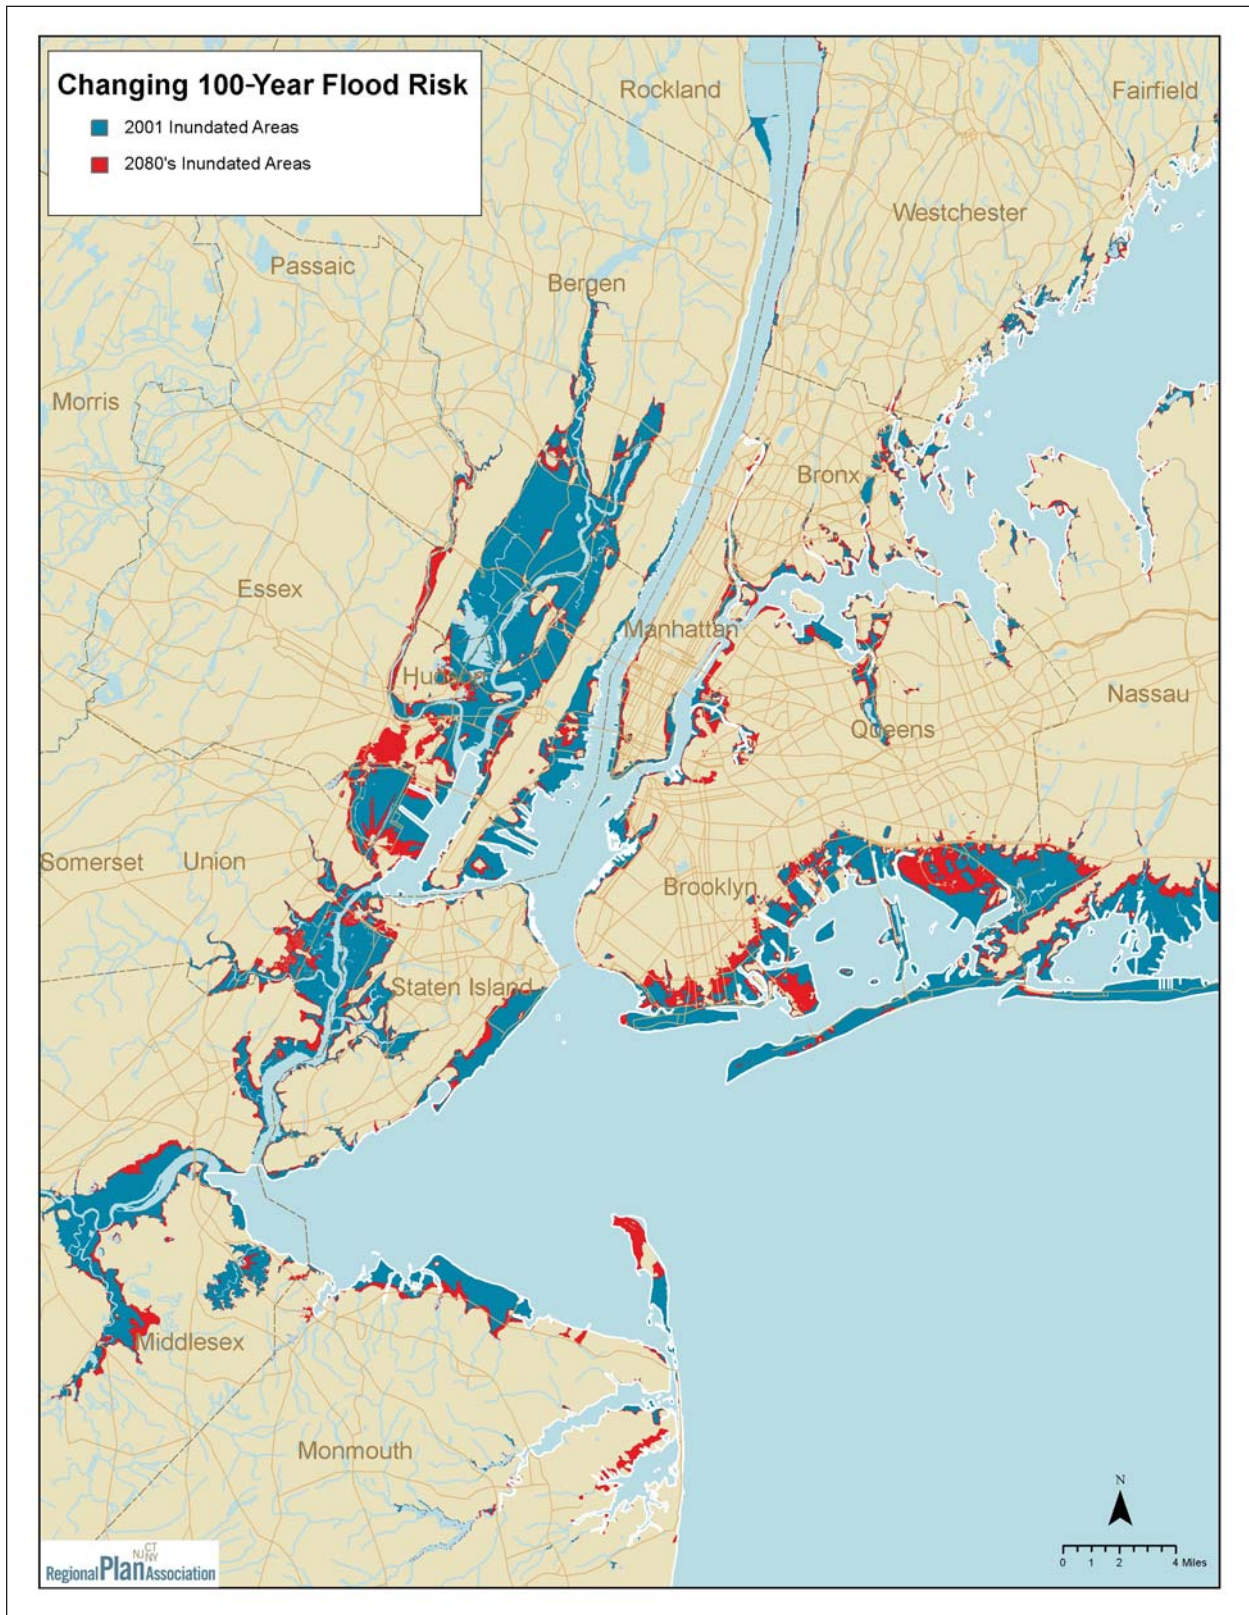 Changing 100-Year Flood Risk
2001 Inundated Areas
2080's Inundated Areas
Rockland
Fairfield
Westchester
Passaic
Bergen
Morris
Bronx
Essex
Manhattan
Hudson
Nassau
Queens
Somerset
Union
Brooklyn
Staten Island
Middlesex
Monmouth
N
0 1 2 4 Miles
NJ CT NY
Regional Plan Association